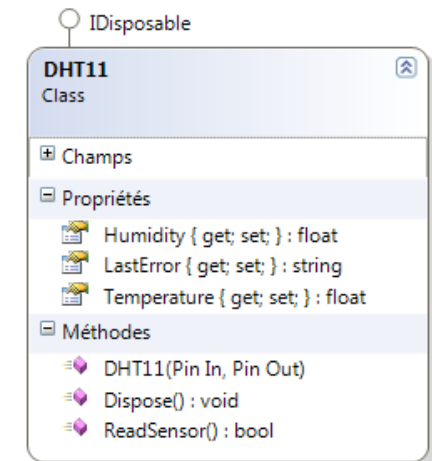 IDisposable
DHT11
Class
Champs
Propriétés
Humidity { get; set; } : float
LastError { get; set; } : string
Temperature { get; set; } : float
Méthodes
DHT11(Pin In, Pin Out)
Dispose() : void
ReadSensor() : bool